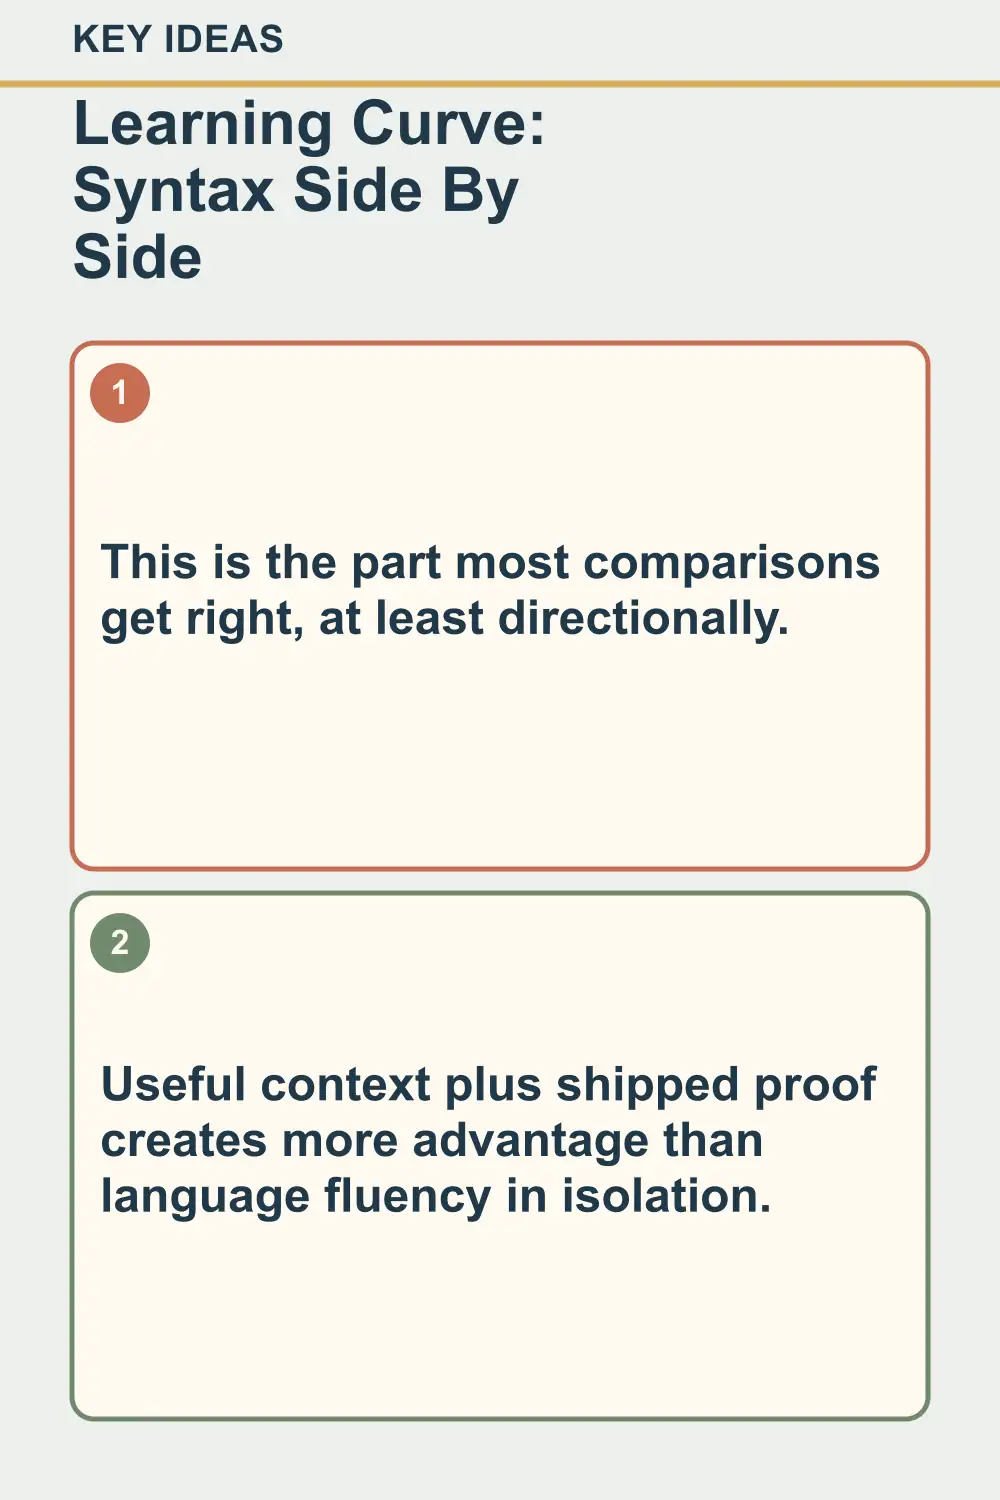 KEY IDEAS
Learning Curve:
Syntax Side By
Side
1
This is the part most comparisons
get right, at least directionally.
2
Useful context plus shipped proof
creates more advantage than
language fluency in isolation.